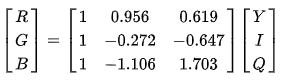 R = 1 0.956 0.619 Y
G 1 -0.272 -0.647 I
B 1 -1.106 1.703 Q